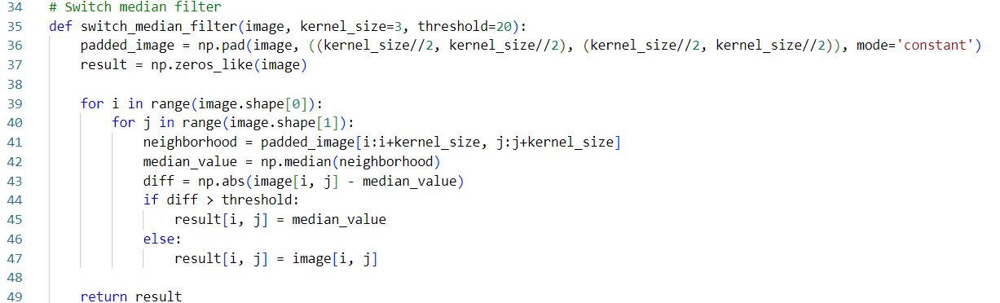 34 # Switch median filter
35 def switch_median_filter(image, kernel_size=3, threshold=20):
36     padded_image = np.pad(image, ((kernel_size//2, kernel_size//2), (kernel_size//2, kernel_size//2)), mode='constant')
37     result = np.zeros_like(image)
38
39     for i in range(image.shape[0]):
40         for j in range(image.shape[1]):
41             neighborhood = padded_image[i:i+kernel_size, j:j+kernel_size]
42             median_value = np.median(neighborhood)
43             diff = np.abs(image[i, j] - median_value)
44             if diff > threshold:
45                 result[i, j] = median_value
46             else:
47                 result[i, j] = image[i, j]
48
49     return result